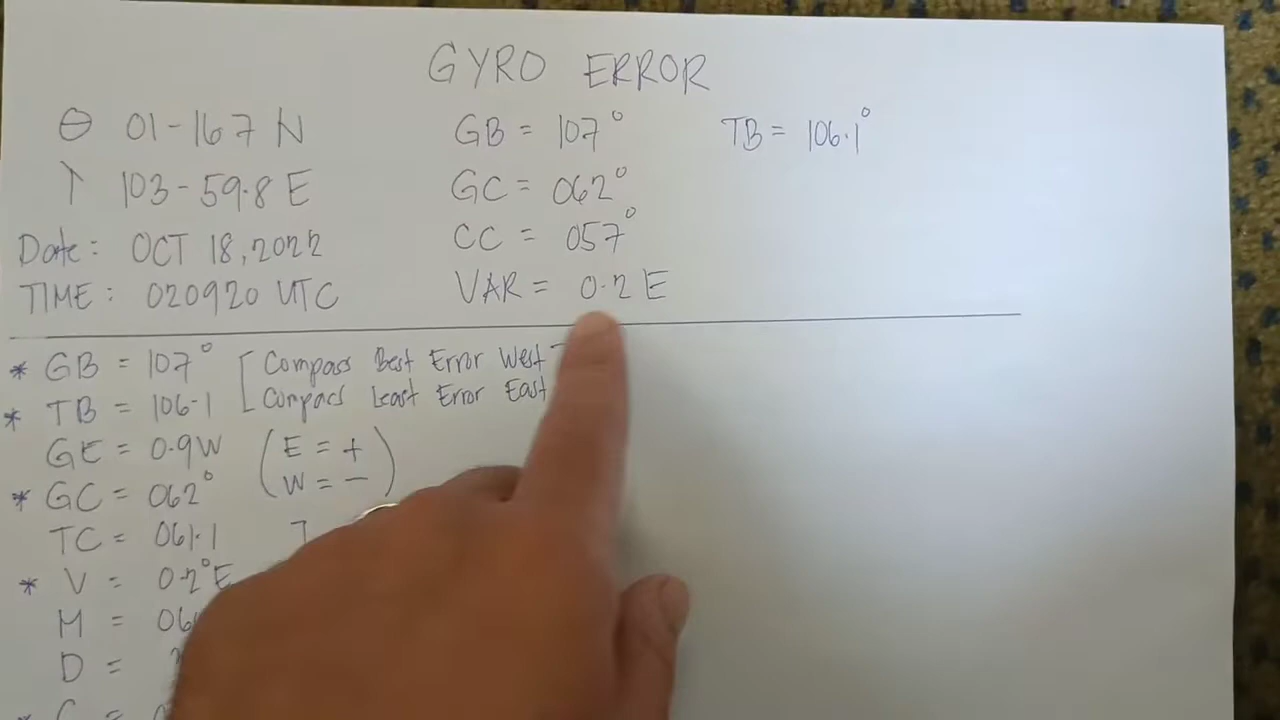 GYRO ERROR
θ 01-16.7 N
λ 103-59.8 E
Date: OCT 18, 2022
TIME: 020920 UTC
GB = 107°
GC = 062°
CC = 057°
VAR = 0.2 E
TB = 106.1°
* GB = 107° [ Compass Best Error West
* TB = 106.1 [ Compass Least Error East
GE = 0.9W (E = +
W = -)
* GC = 062°
TC = 061.1
* V = 0.2°E
M = 06
D =
* C =